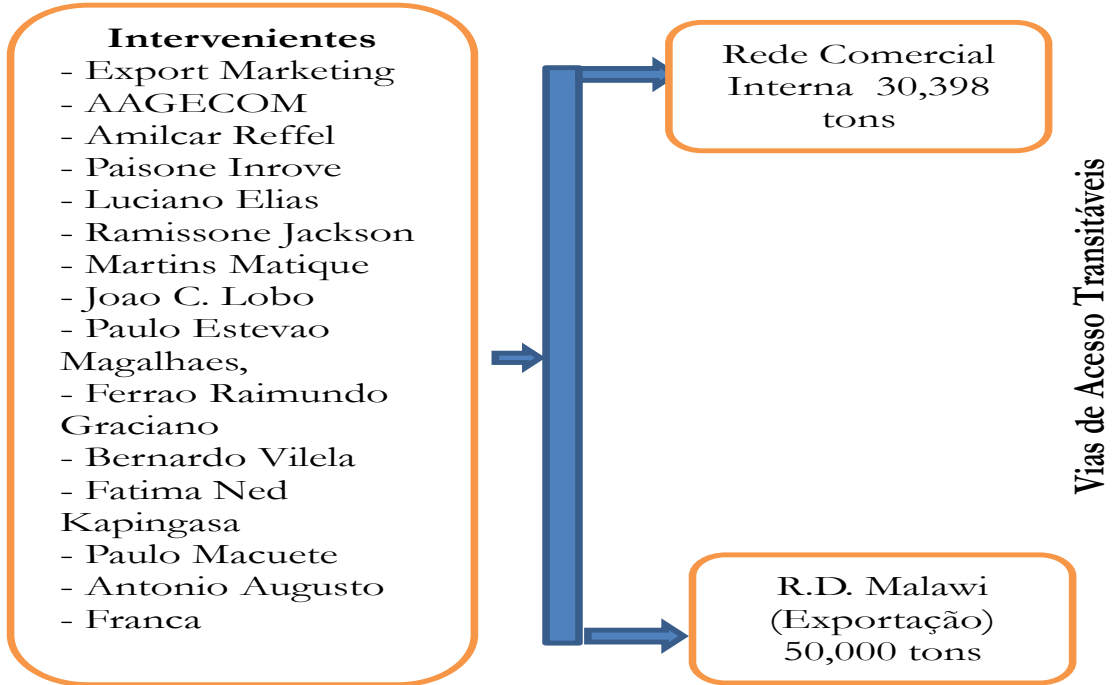 Intervenientes
- Export Marketing
- AAGECOM
- Amilcar Reffel
- Paisone Inrove
- Luciano Elias
- Ramissone Jackson
- Martins Matique
- Joao C. Lobo
- Paulo Estevao
Magalhaes,
- Ferrao Raimundo
Graciano
- Bernardo Vilela
- Fatima Ned
Kapingasa
- Paulo Macuete
- Antonio Augusto
- Franca
Rede Comercial
Interna 30,398
tons
R.D. Malawi
(Exportação)
50,000 tons
Vias de Acesso Transitáveis